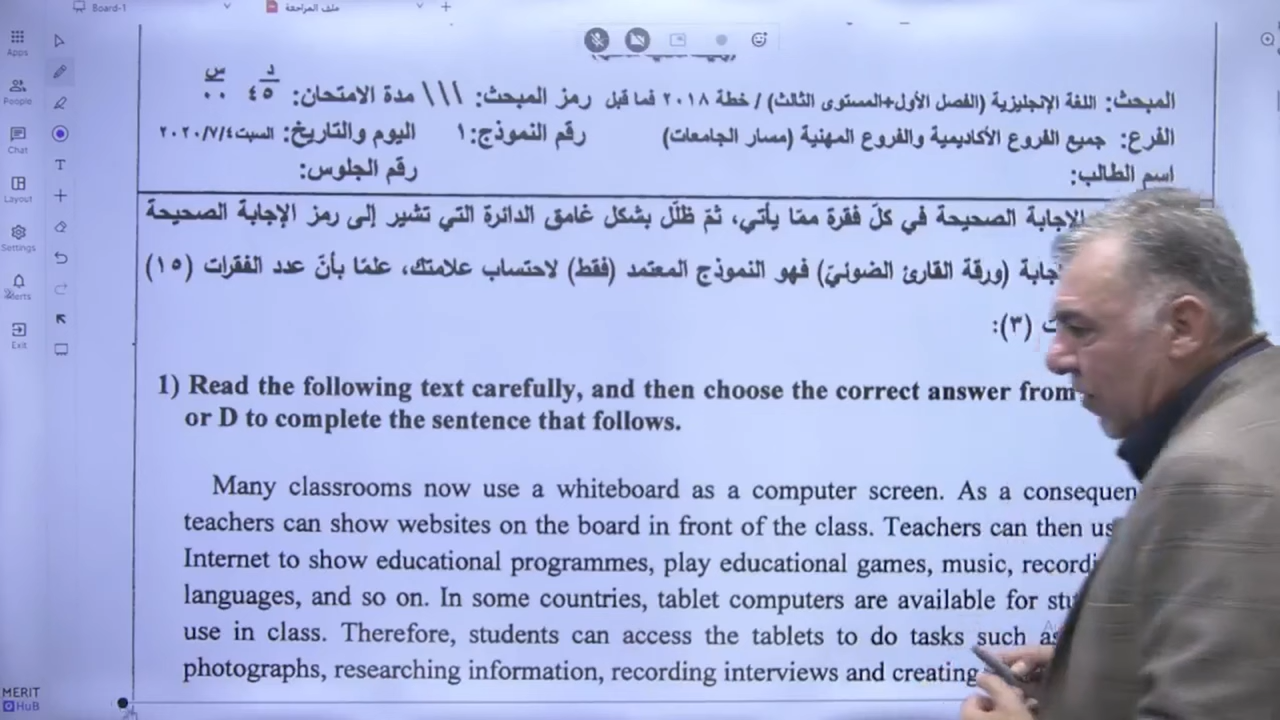 Board-1
ملف المراجعة
Apps
People
Chat
Layout
Settings
Alerts
Exit
المبحث: اللغة الإنجليزية (الفصل الأول+المستوى الثالث) / خطة ٢٠١٨ فما قبل رمز المبحث: \\\ مدة الامتحان: د س ٤٥ ٠٠
الفرع: جميع الفروع الأكاديمية والفروع المهنية (مسار الجامعات) رقم النموذج:١ اليوم والتاريخ: السبت٢٠٢٠/٧/٤
اسم الطالب: رقم الجلوس:
الإجابة الصحيحة في كلّ فقرة ممّا يأتي، ثمّ ظلّل بشكل غامق الدائرة التي تشير إلى رمز الإجابة الصحيحة
(ورقة القارئ الضوئيّ) فهو النموذج المعتمد (فقط) لاحتساب علامتك، علمًا بأنّ عدد الفقرات (١٥)
(٣):
1) Read the following text carefully, and then choose the correct answer from
or D to complete the sentence that follows.
Many classrooms now use a whiteboard as a computer screen. As a
teachers can show websites on the board in front of the class. Teachers can then
Internet to show educational programmes, play educational games, music,
languages, and so on. In some countries, tablet computers are available for
use in class. Therefore, students can access the tablets to do tasks such as
photographs, researching information, recording interviews and creating
MERIT
HUB